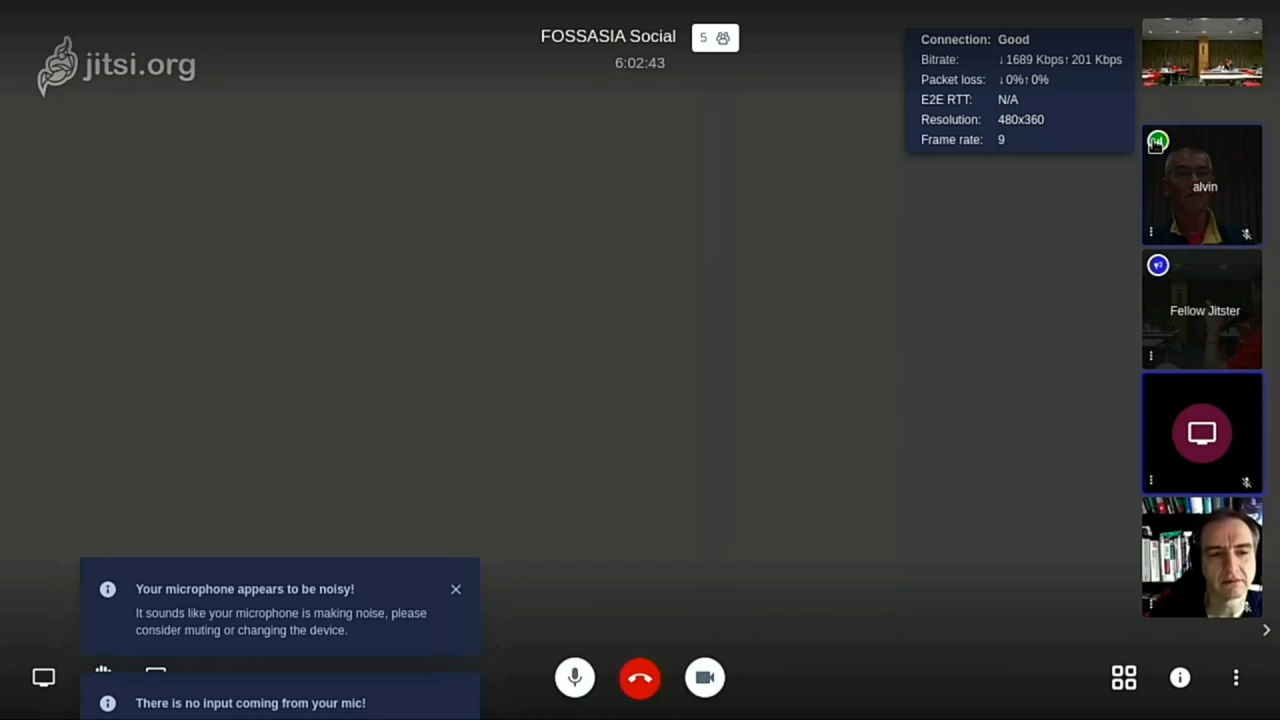 jitsi.org
FOSSASIA Social 5
6:02:43
Connection: Good
Bitrate: ↓1689 Kbps↑201 Kbps
Packet loss: ↓0%↑0%
E2E RTT: N/A
Resolution: 480x360
Frame rate: 9
alvin
Fellow Jitster
Your microphone appears to be noisy!
It sounds like your microphone is making noise, please
consider muting or changing the device.
There is no input coming from your mic!